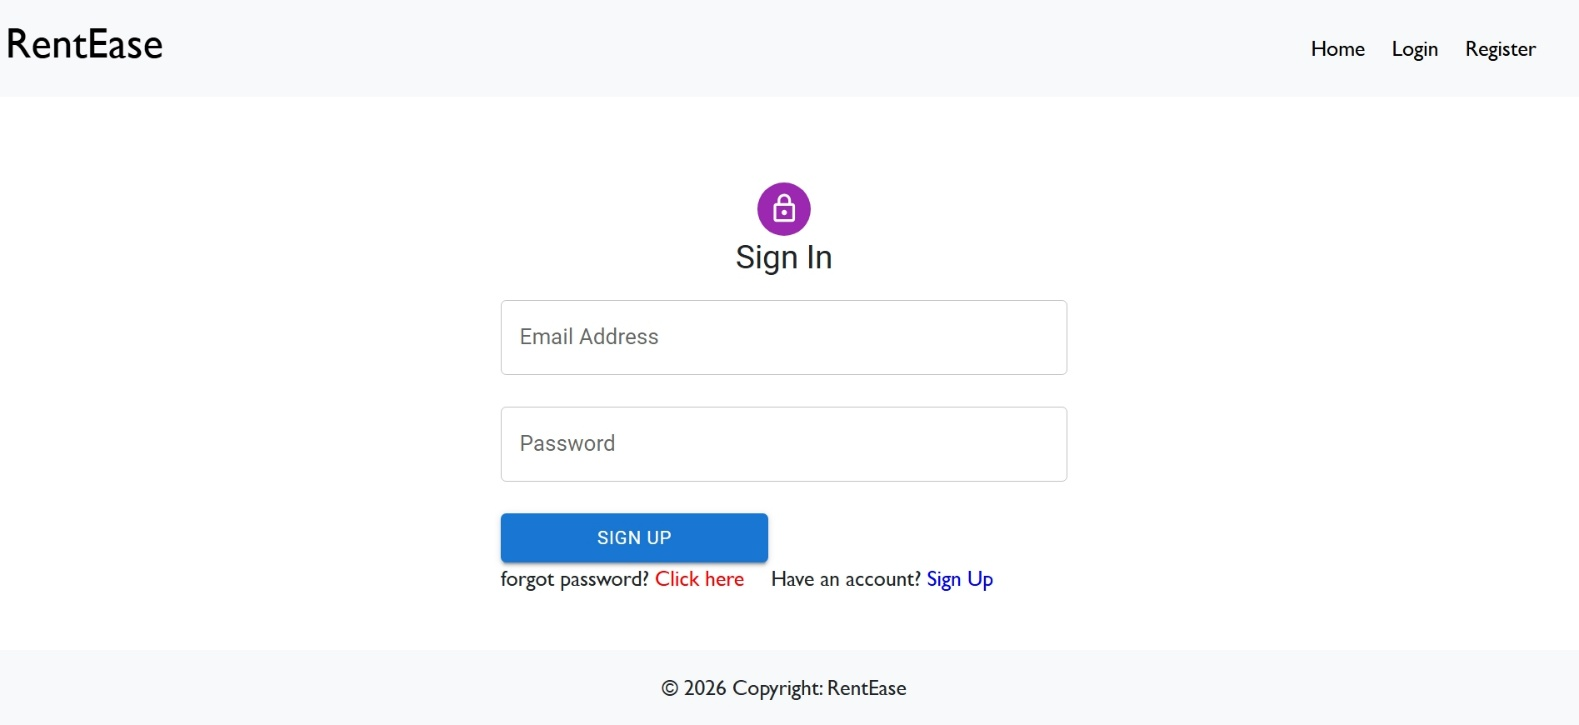 RentEase
Home Login Register
Sign In
Email Address
Password
SIGN UP
forgot password? Click here Have an account? Sign Up
© 2026 Copyright: RentEase